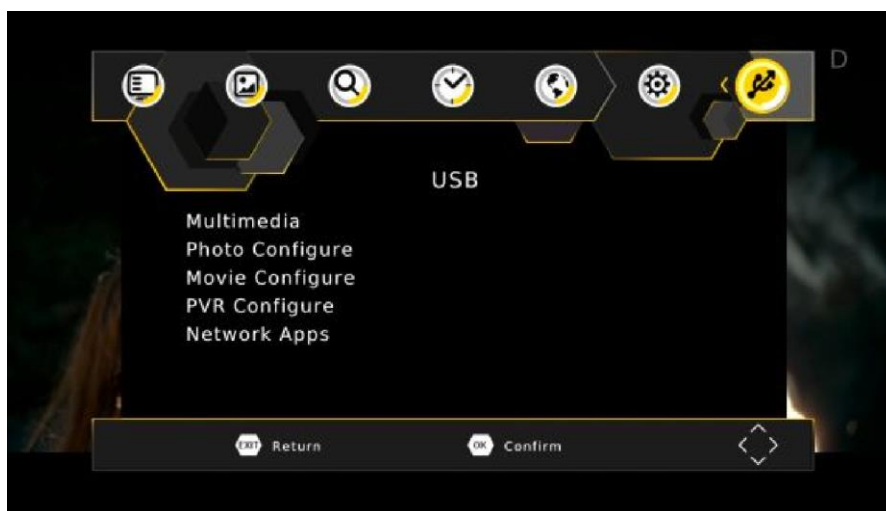 D
USB
Multimedia
Photo Configure
Movie Configure
PVR Configure
Network Apps
EXIT Return OK Confirm